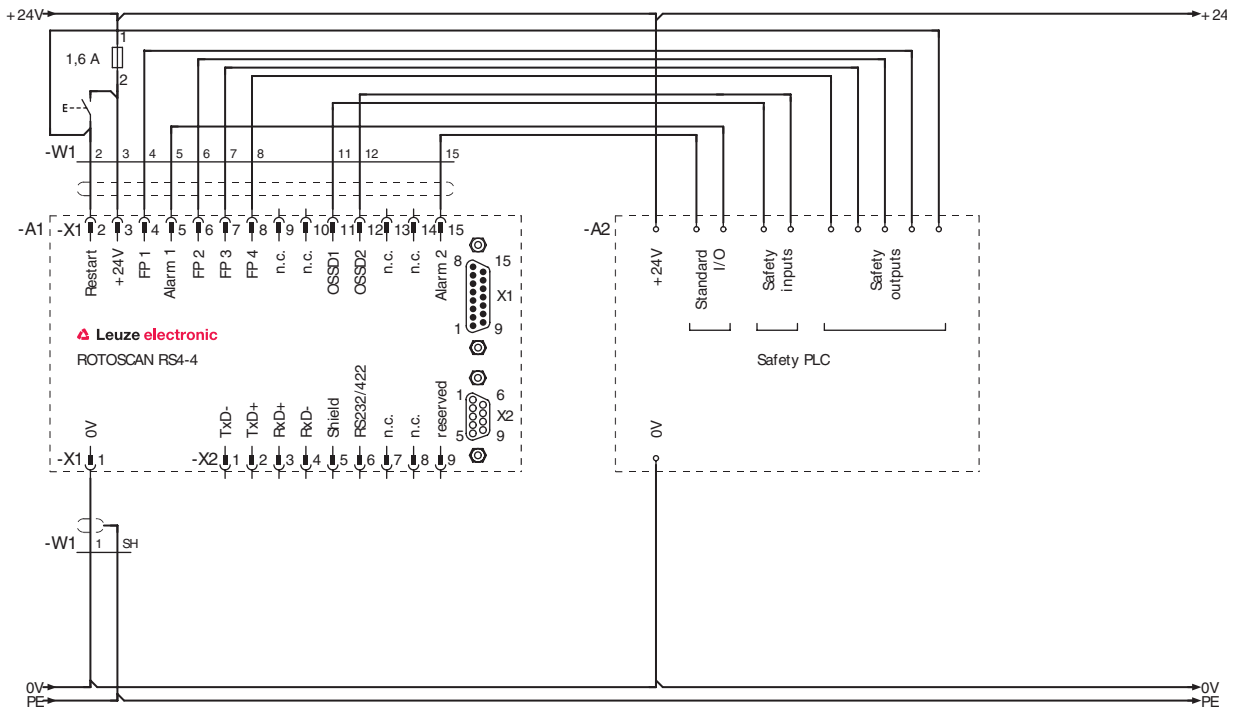 +24V +24
1
1,6 A
2
E
-W1 2 3 4 5 6 7 8 11 12 15
-A1 -X1 2 3 4 5 6 7 8 9 10 11 12 13 14 15 -A2
Restart +24V FP 1 Alarm 1 FP 2 FP 3 FP 4 n.c. n.c. OSSD1 OSSD2 n.c. n.c. Alarm 2
+24V Standard I/O Safety inputs Safety outputs
8 15
X1
1 9
Leuze electronic
ROTOSCAN RS4-4
Safety PLC
0V TxD- TxD+ RxD+ RxD- Shield RS232/422 n.c. n.c. reserved
1 6
X2
5 9
0V
-X1 1 -X2 1 2 3 4 5 6 7 8 9
-W1 1 SH
0V 0V
PE PE